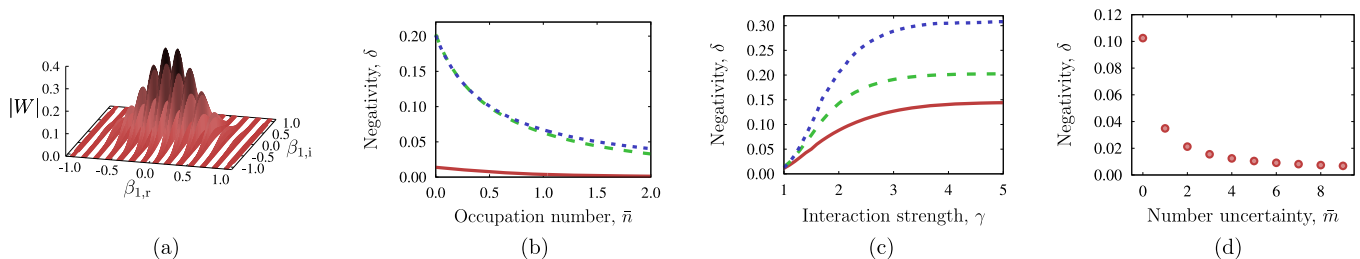 |W|
0.4
0.3
0.2
0.1
0.0
-1.0
-0.5
0.0
0.5
1.0
β1,r
1.0
0.5
0.0
-0.5
-1.0
β1,i
(a)
Negativity, δ
0.20
0.15
0.10
0.05
0.00
0.0 0.5 1.0 1.5 2.0
Occupation number, n̄
(b)
Negativity, δ
0.30
0.25
0.20
0.15
0.10
0.05
0.00
1 2 3 4 5
Interaction strength, γ
(c)
Negativity, δ
0.12
0.10
0.08
0.06
0.04
0.02
0.00
0 2 4 6 8
Number uncertainty, m̄
(d)